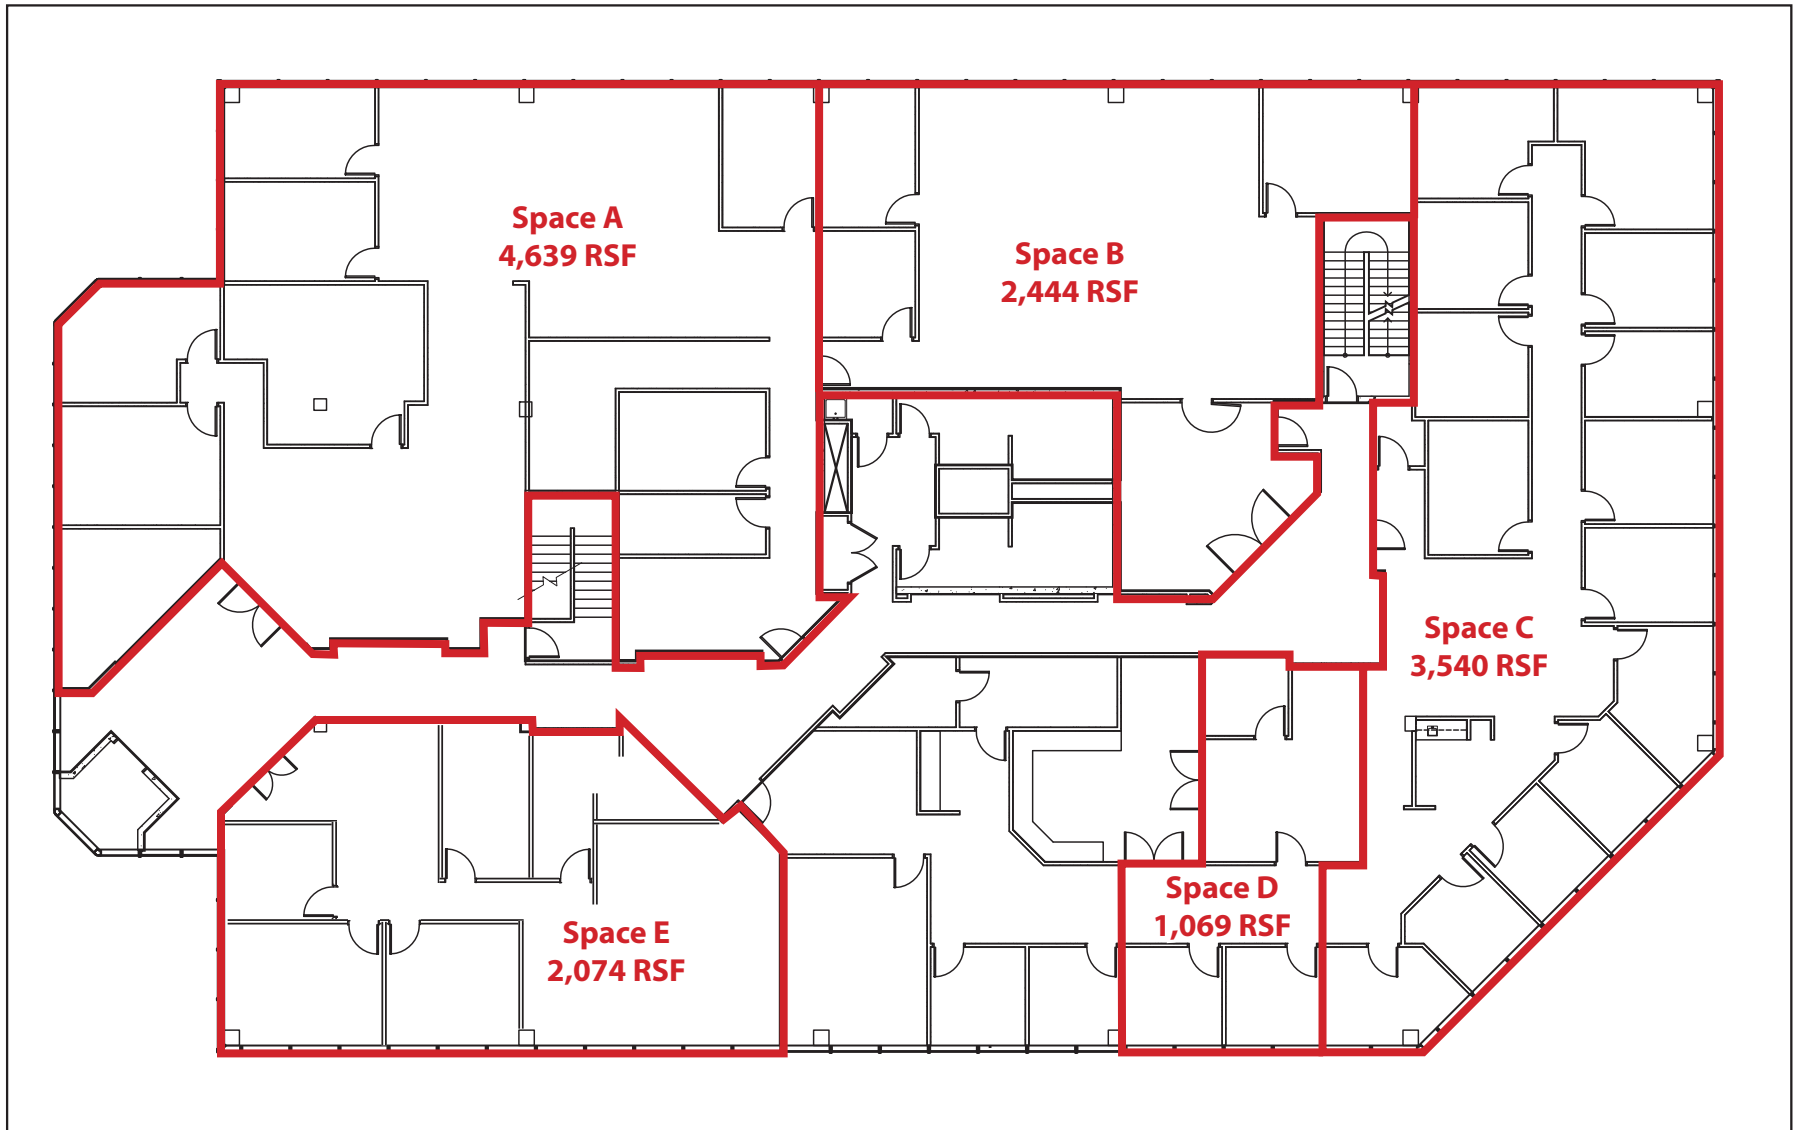 Space A
4,639 RSF
Space B
2,444 RSF
Space C
3,540 RSF
Space D
1,069 RSF
Space E
2,074 RSF